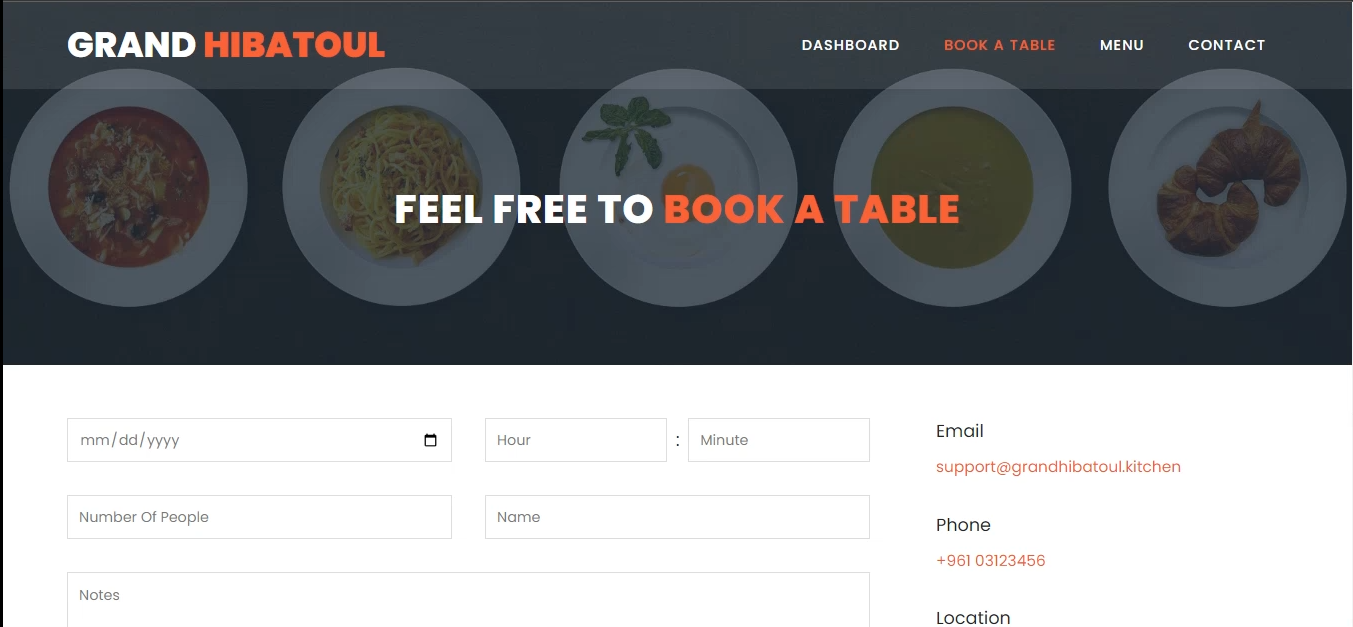 GRAND HIBATOUL
DASHBOARD BOOK A TABLE MENU CONTACT
FEEL FREE TO BOOK A TABLE
mm/dd/yyyy
Hour : Minute
Number Of People
Name
Notes
Email
support@grandhibatoul.kitchen
Phone
+961 03123456
Location